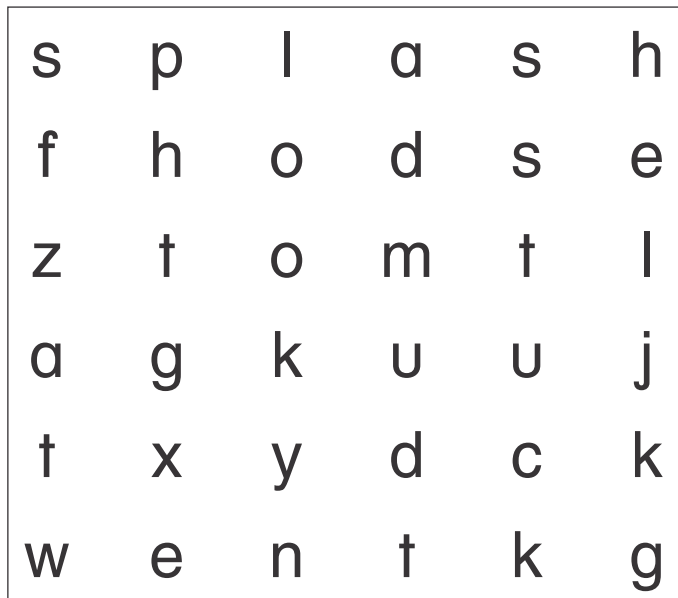 s p l a s h
f h o d s e
z t o m t l
a g k u u j
t x y d c k
w e n t k g